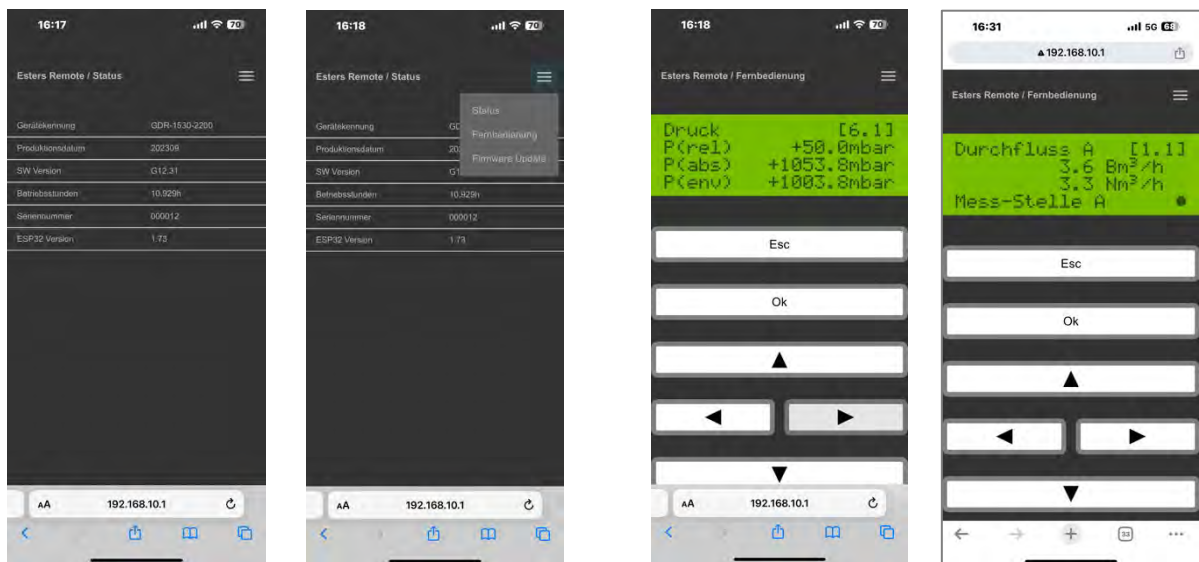 16:17
70
Esters Remote / Status
Gerätekennung GDR-1530-2200
Produktionsdatum 202309
SW Version G12.31
Betriebsstunden 10.929h
Seriennummer 000012
ESP32 Version 1.73
AA 192.168.10.1
16:18
70
Esters Remote / Status
Status
Fernbedienung
Firmware Update
Gerätekennung
Produktionsdatum
SW Version
Betriebsstunden 10.929h
Seriennummer 000012
ESP32 Version 1.73
AA 192.168.10.1
16:18
70
Esters Remote / Fernbedienung
Druck [6.1]
P(rel) +50.0mbar
P(abs) +1053.8mbar
P(env) +1003.8mbar
Esc
Ok
AA 192.168.10.1
16:31
5G 68
192.168.10.1
Esters Remote / Fernbedienung
Durchfluss A [1.1]
3.6 Bm³/h
3.3 Nm³/h
Mess-Stelle A
Esc
Ok
33